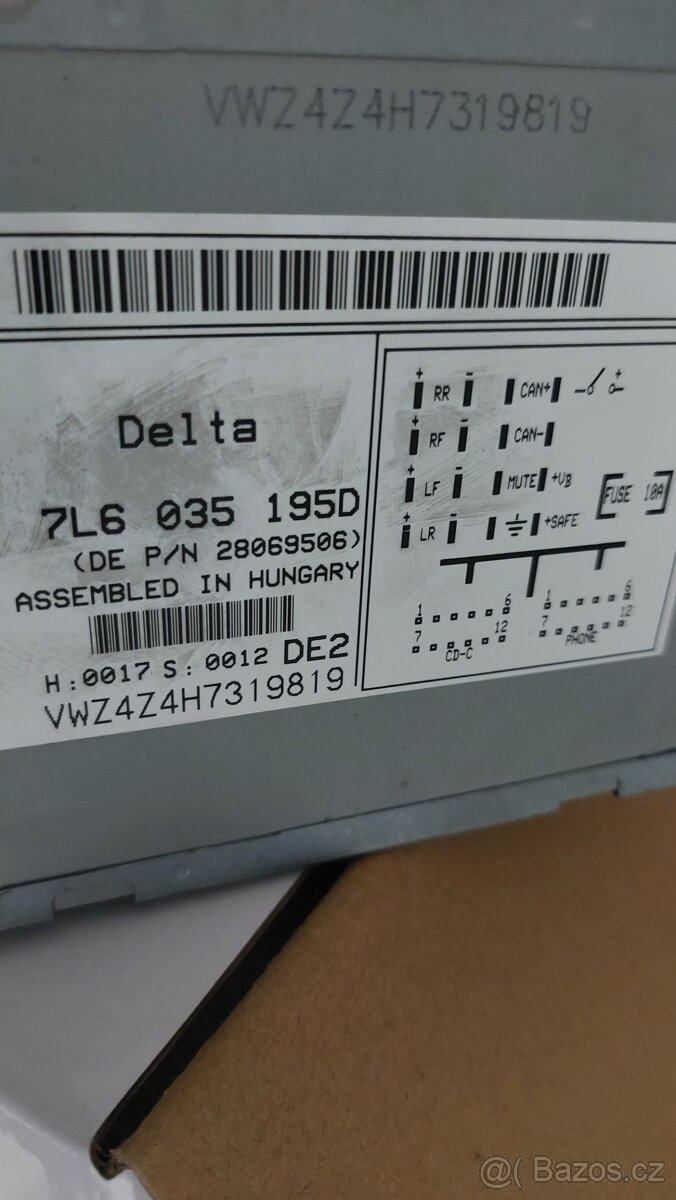 VWZ4Z4H7319819
Delta
7L6 035 195D
(DE P/N 28069506)
ASSEMBLED IN HUNGARY
H:0017 S:0012 DE2
VWZ4Z4H7319819
+ RR - CAN+ - +
+ RF - CAN-
+ LF - MUTE +VB
+ LR - +SAFE
FUSE 10A
1 6 1 6
7 12 7 12
CD-C PHONE
@( Bazos.cz